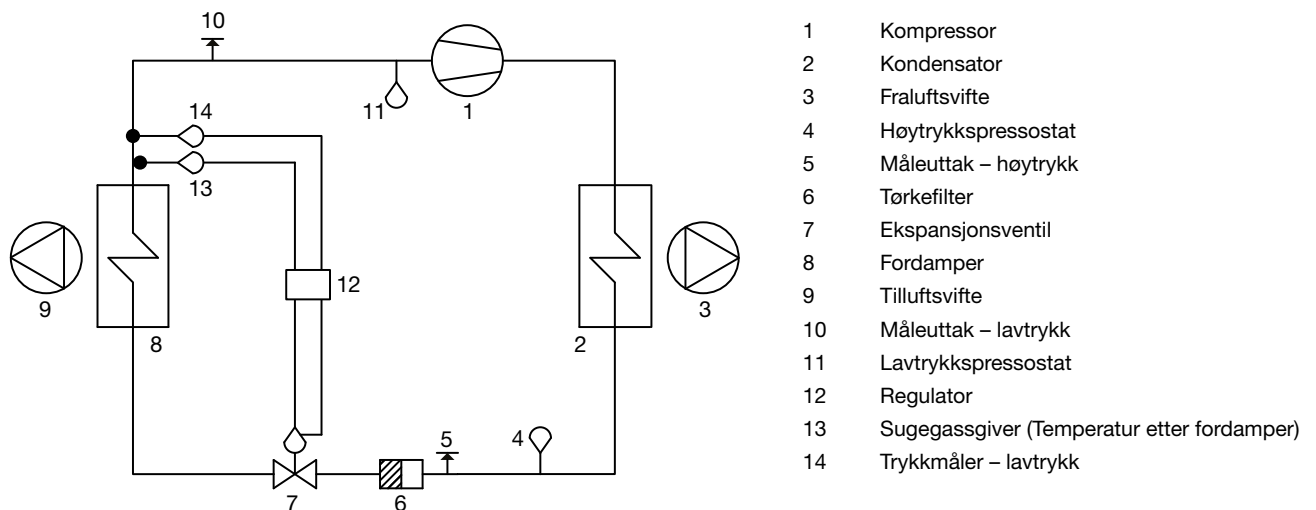 10
14
11
1
13
12
9
8
2
3
5
4
7
6
1 Kompressor
2 Kondensator
3 Fraluftsvifte
4 Høytrykkspressostat
5 Måleuttak – høytrykk
6 Tørkefilter
7 Ekspansjonsventil
8 Fordamper
9 Tilluftsvifte
10 Måleuttak – lavtrykk
11 Lavtrykkspressostat
12 Regulator
13 Sugegassgiver (Temperatur etter fordamper)
14 Trykkmåler – lavtrykk